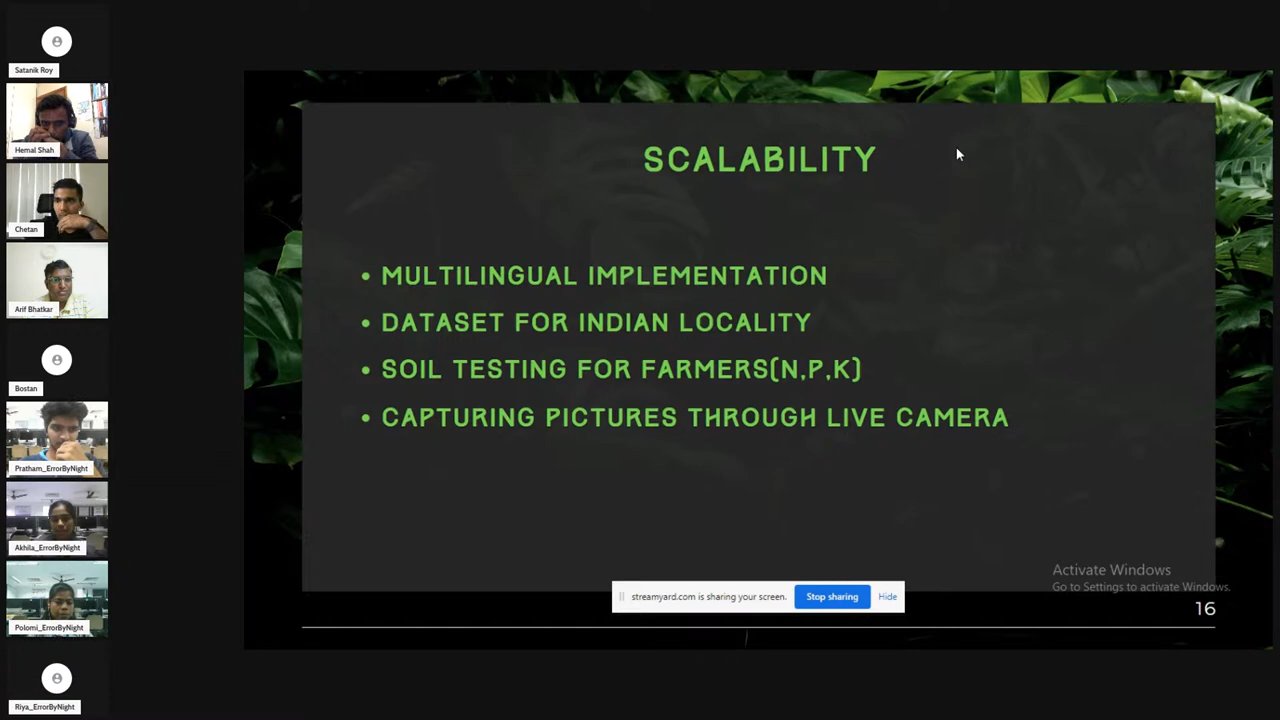 Satanik Roy
Hemal Shah
Chetan
Arif Bhatkar
Bostan
Pratham_ErrorByNight
Akhila_ErrorByNight
Polomi_ErrorByNight
Riya_ErrorByNight
SCALABILITY
• MULTILINGUAL IMPLEMENTATION
• DATASET FOR INDIAN LOCALITY
• SOIL TESTING FOR FARMERS(N,P,K)
• CAPTURING PICTURES THROUGH LIVE CAMERA
Activate Windows
Go to Settings to activate Windows.
streamyard.com is sharing your screen. Stop sharing Hide
16